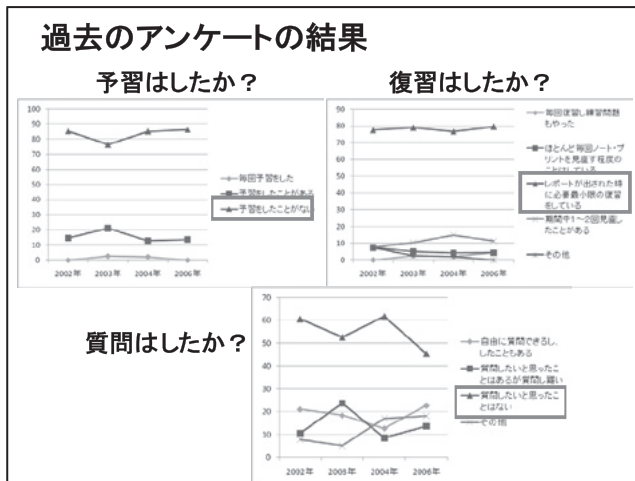 過去のアンケートの結果
予習はしたか？
100
90
80
70
60
50
40
30
20
10
0
2002年 2003年 2004年 2006年
毎回予習をした
予習をしたことがある
予習をしたことがない
復習はしたか？
90
80
70
60
50
40
30
20
10
0
2002年 2003年 2004年 2006年
毎回復習し練習問題
もやった
ほとんど毎回ノート・プ
リントを見直す程度の
ことはしている
レポートが出された時
に必要最小限の復習
をしている
期間中1～2回見直し
たことがある
その他
質問はしたか？
70
60
50
40
30
20
10
0
2002年 2003年 2004年 2006年
自由に質問できるし、
したこともある
質問したいと思ったこ
とはあるが質問し難い
質問したいと思ったこ
とはない
その他